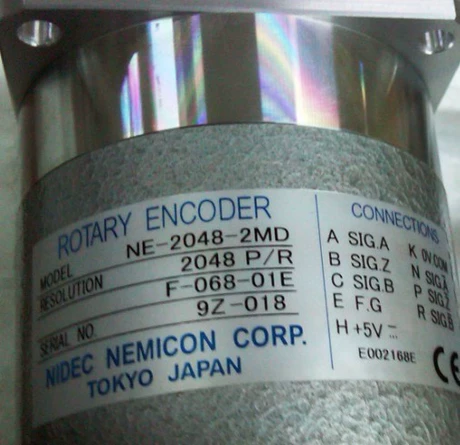 ROTARY ENCODER
MODEL NE-2048-2MD
RESOLUTION 2048 P/R
F-068-01E
SERIAL NO. 9Z-018
NIDEC NEMICON CORP.
TOKYO JAPAN
CONNECTIONS
A SIG.A K 0V COM
B SIG.Z N SIG.A
C SIG.B P SIG.Z
E F.G R SIG.B
H +5V ⎓
E002168E
CE